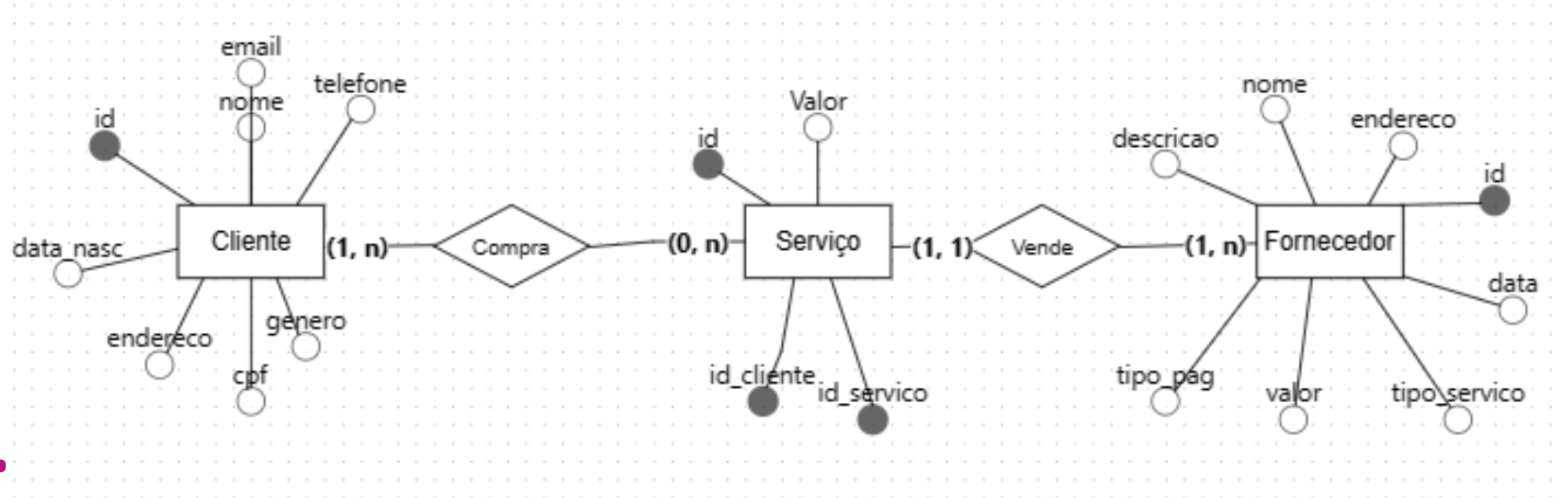 email
nome
telefone
id
Cliente
data_nasc
endereco
cpf
genero
(1, n)
Compra
(0, n)
id
Valor
Serviço
id_cliente
id_servico
(1, 1)
Vende
(1, n)
descricao
nome
endereco
id
Fornecedor
data
tipo_pag
valor
tipo_servico